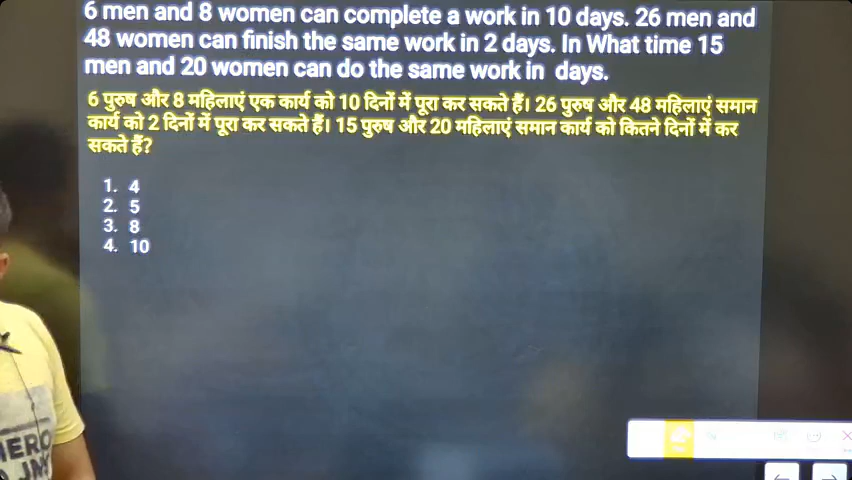 6 men and 8 women can complete a work in 10 days. 26 men and
48 women can finish the same work in 2 days. In What time 15
men and 20 women can do the same work in days.
6 पुरुष और 8 महिलाएं एक कार्य को 10 दिनों में पूरा कर सकते हैं। 26 पुरुष और 48 महिलाएं समान
कार्य को 2 दिनों में पूरा कर सकते हैं। 15 पुरुष और 20 महिलाएं समान कार्य को कितने दिनों में कर
सकते हैं?
1. 4
2. 5
3. 8
4. 10